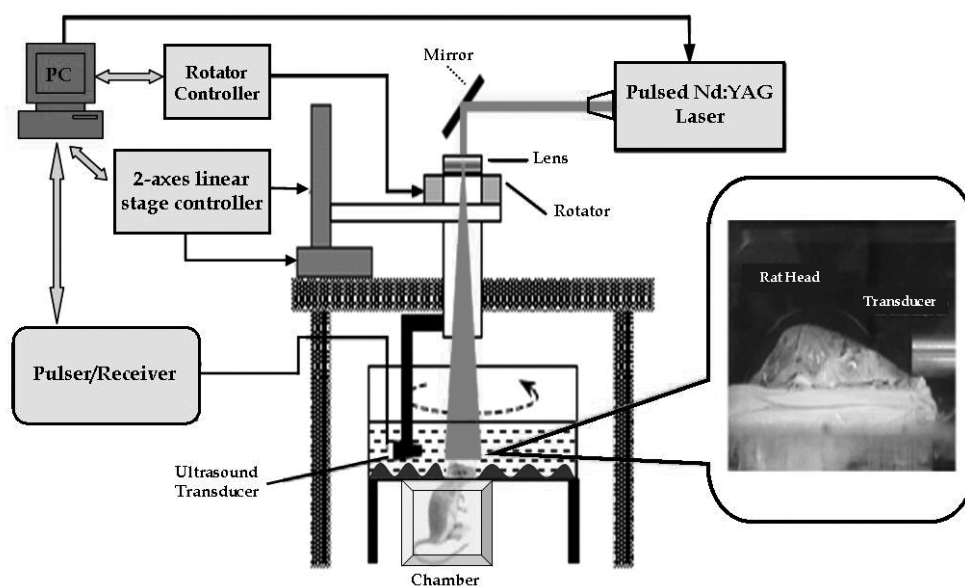 PC
Rotator
Controller
Mirror
Pulsed Nd:YAG
Laser
Lens
2-axes linear
stage controller
Rotator
Rat Head
Transducer
Pulser/Receiver
Ultrasound
Transducer
Chamber